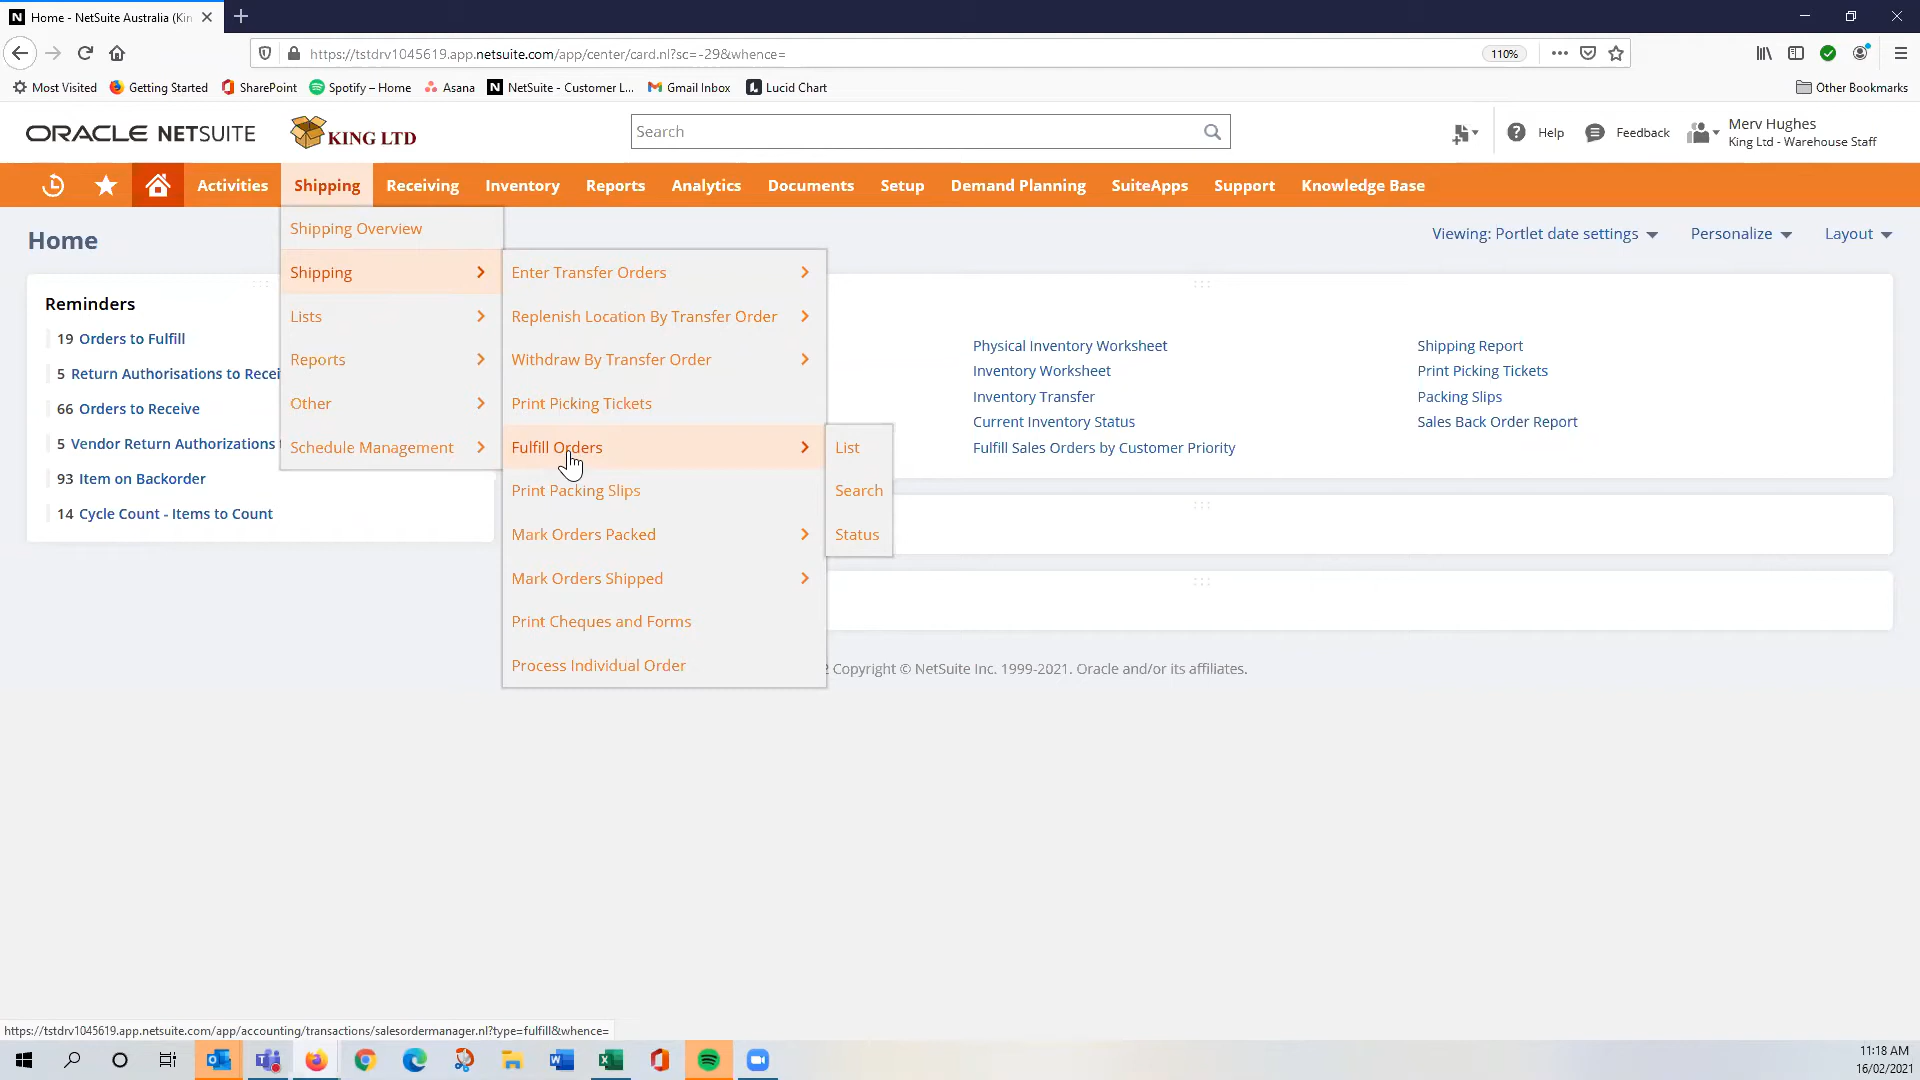 Home - NetSuite Australia (Kin
https://tstdrv1045619.app.netsuite.com/app/center/card.nl?sc=-29&whence=
110%
Most Visited
Getting Started
SharePoint
Spotify – Home
Asana
N NetSuite - Customer L...
Gmail Inbox
Lucid Chart
Other Bookmarks
ORACLE NETSUITE
KING LTD
Search
Help
Feedback
Merv Hughes
King Ltd - Warehouse Staff
Activities
Shipping
Receiving
Inventory
Reports
Analytics
Documents
Setup
Demand Planning
SuiteApps
Support
Knowledge Base
Home
Viewing: Portlet date settings
Personalize
Layout
Reminders
19 Orders to Fulfill
5 Return Authorisations to Recei
66 Orders to Receive
5 Vendor Return Authorizations
93 Item on Backorder
14 Cycle Count - Items to Count
Shipping Overview
Shipping
Lists
Reports
Other
Schedule Management
Enter Transfer Orders
Replenish Location By Transfer Order
Withdraw By Transfer Order
Print Picking Tickets
Fulfill Orders
Print Packing Slips
Mark Orders Packed
Mark Orders Shipped
Print Cheques and Forms
Process Individual Order
List
Search
Status
Physical Inventory Worksheet
Inventory Worksheet
Inventory Transfer
Current Inventory Status
Fulfill Sales Orders by Customer Priority
Shipping Report
Print Picking Tickets
Packing Slips
Sales Back Order Report
Copyright © NetSuite Inc. 1999-2021. Oracle and/or its affiliates.
https://tstdrv1045619.app.netsuite.com/app/accounting/transactions/salesordermanager.nl?type=fulfill&whence=
11:18 AM
16/02/2021